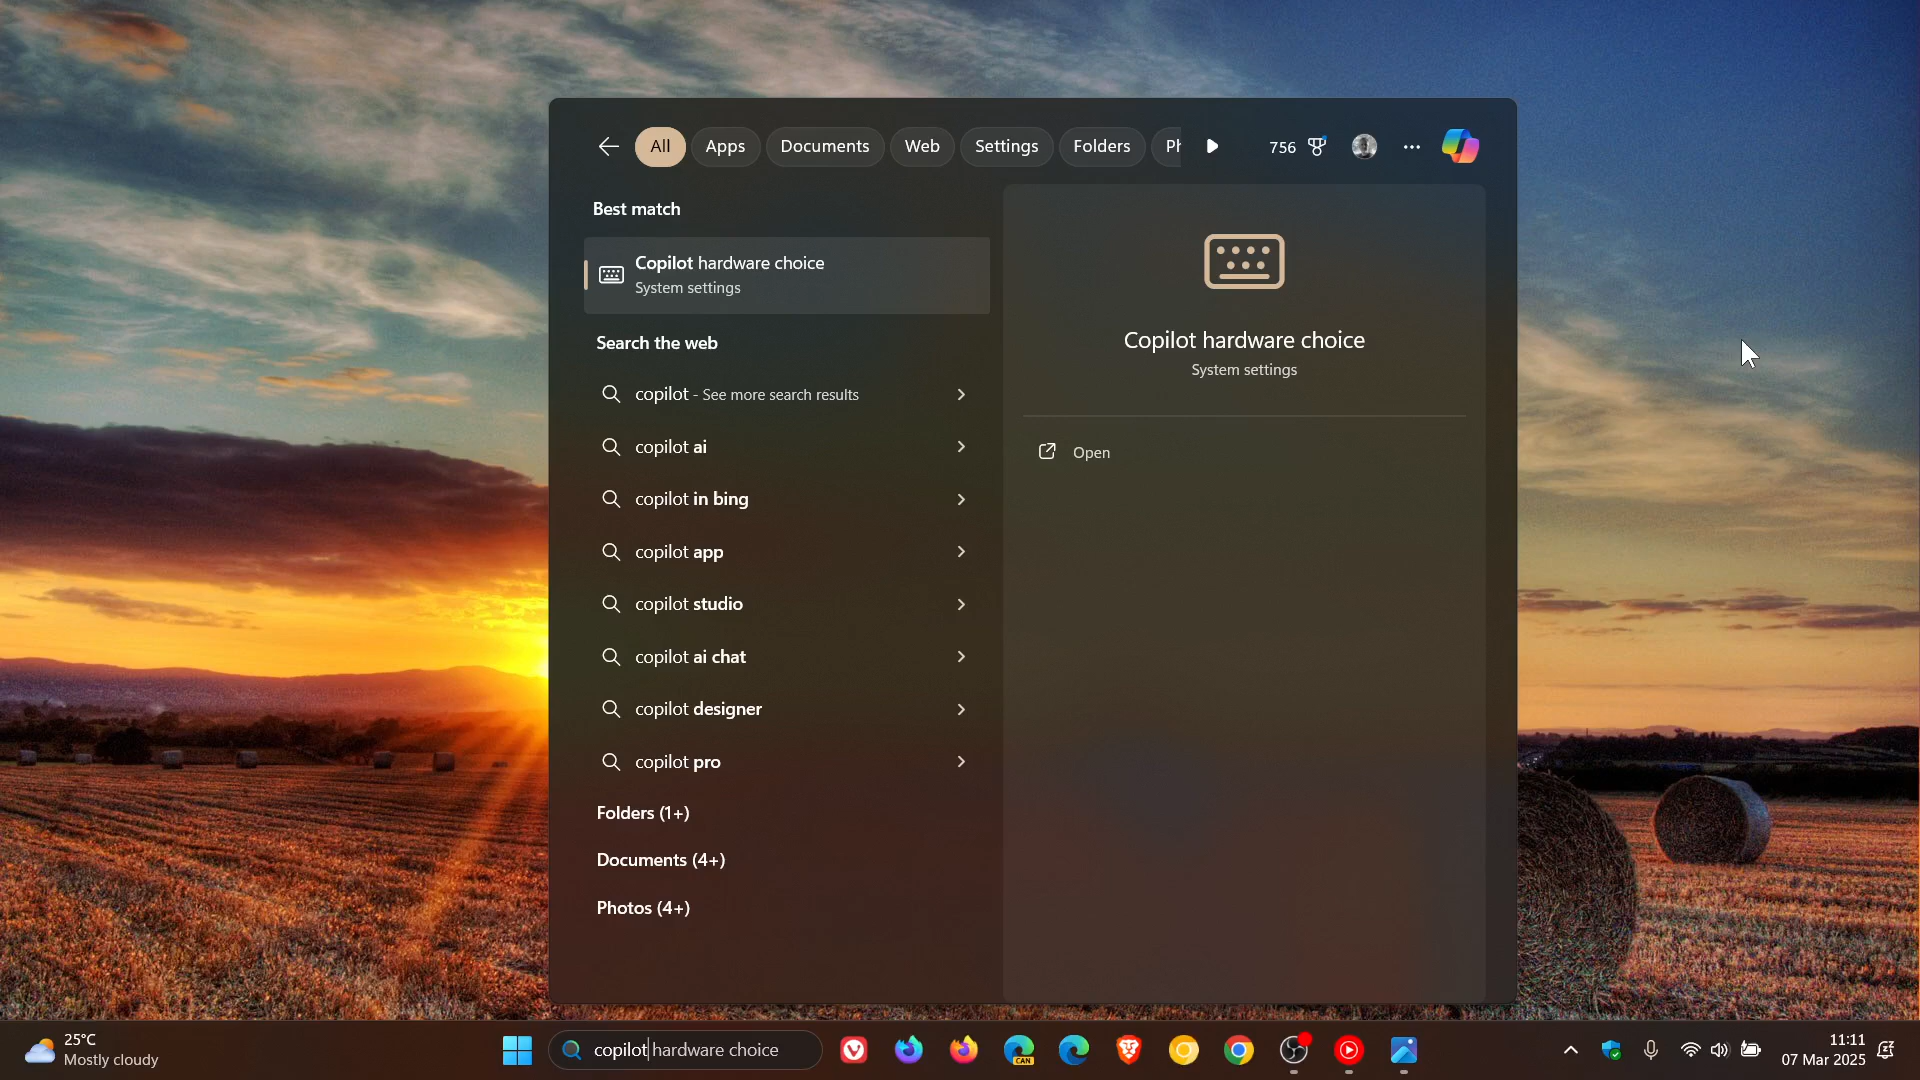 All
Apps
Documents
Web
Settings
Folders
Ph
756
Best match
Copilot hardware choice
System settings
Search the web
copilot - See more search results
copilot ai
copilot in bing
copilot app
copilot studio
copilot ai chat
copilot designer
copilot pro
Folders (1+)
Documents (4+)
Photos (4+)
Copilot hardware choice
System settings
Open
25°C
Mostly cloudy
copilot hardware choice
CAN
11:11
07 Mar 2025